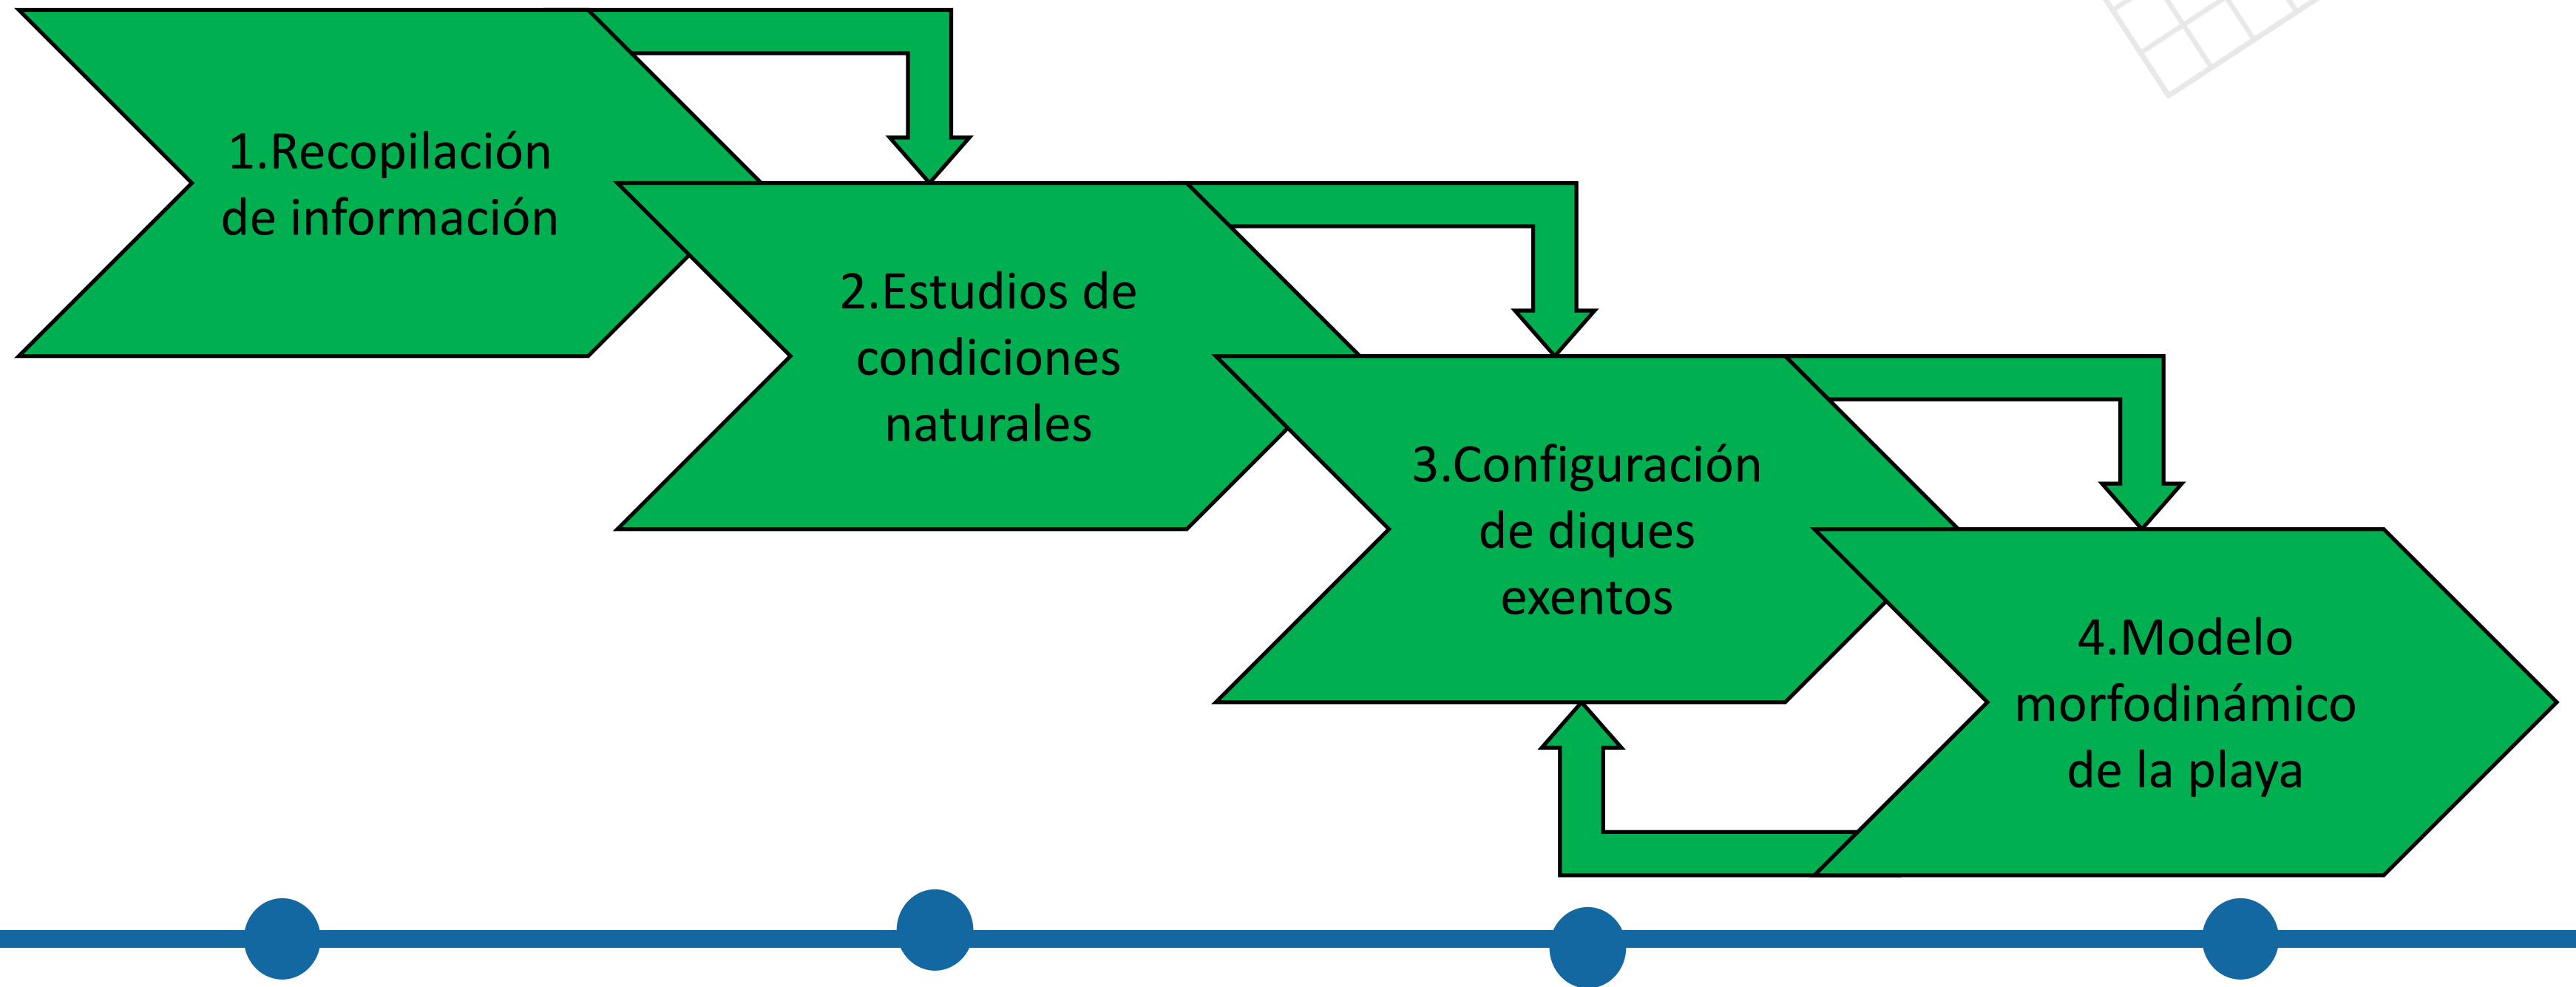 1.Recopilación
de información
2.Estudios de
condiciones
naturales
3.Configuración
de diques
exentos
4.Modelo
morfodinámico
de la playa